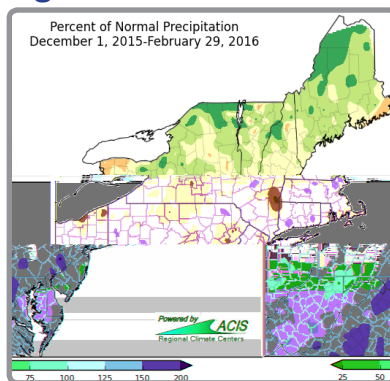 Percent of Normal Precipitation
December 1, 2015-February 29, 2016
Powered by
ACIS
Regional Climate Centers
75 100 125 150 200 25 50